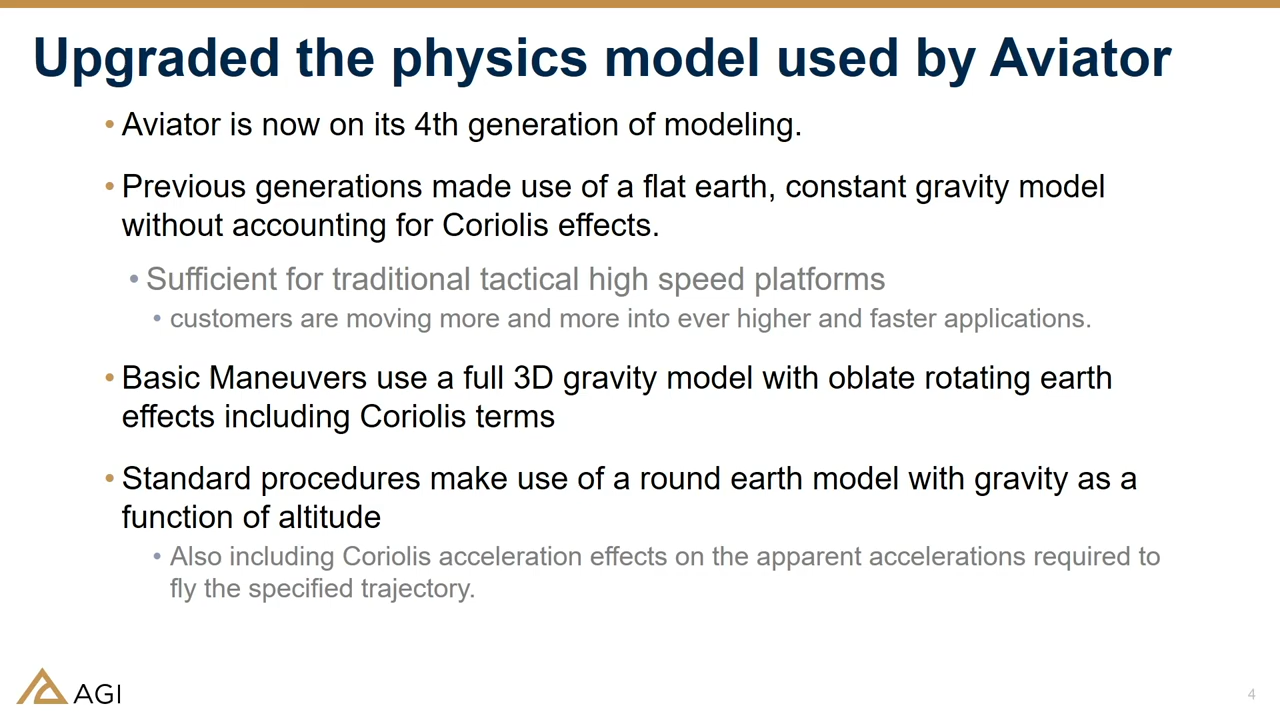 Upgraded the physics model used by Aviator
• Aviator is now on its 4th generation of modeling.
• Previous generations made use of a flat earth, constant gravity model
without accounting for Coriolis effects.
• Sufficient for traditional tactical high speed platforms
• customers are moving more and more into ever higher and faster applications.
• Basic Maneuvers use a full 3D gravity model with oblate rotating earth
effects including Coriolis terms
• Standard procedures make use of a round earth model with gravity as a
function of altitude
• Also including Coriolis acceleration effects on the apparent accelerations required to
fly the specified trajectory.
AGI
4